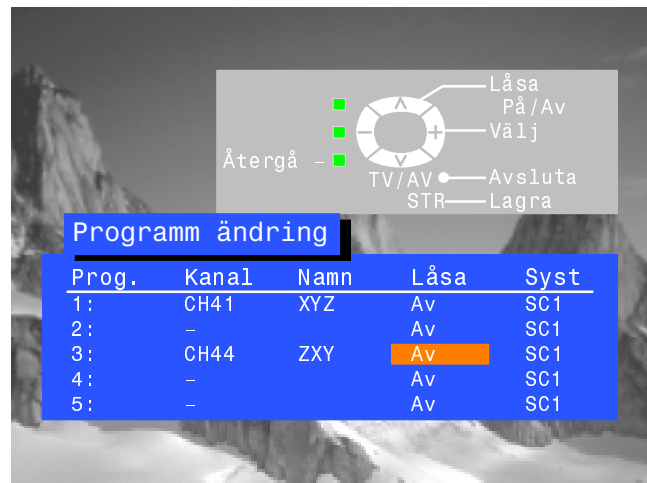 Låsa
På/Av
Välj
Återgå –
TV/AV Avsluta
STR Lagra
Programm ändring
Prog. Kanal Namn Låsa Syst
1: CH41 XYZ Av SC1
2: – Av SC1
3: CH44 ZXY Av SC1
4: – Av SC1
5: – Av SC1